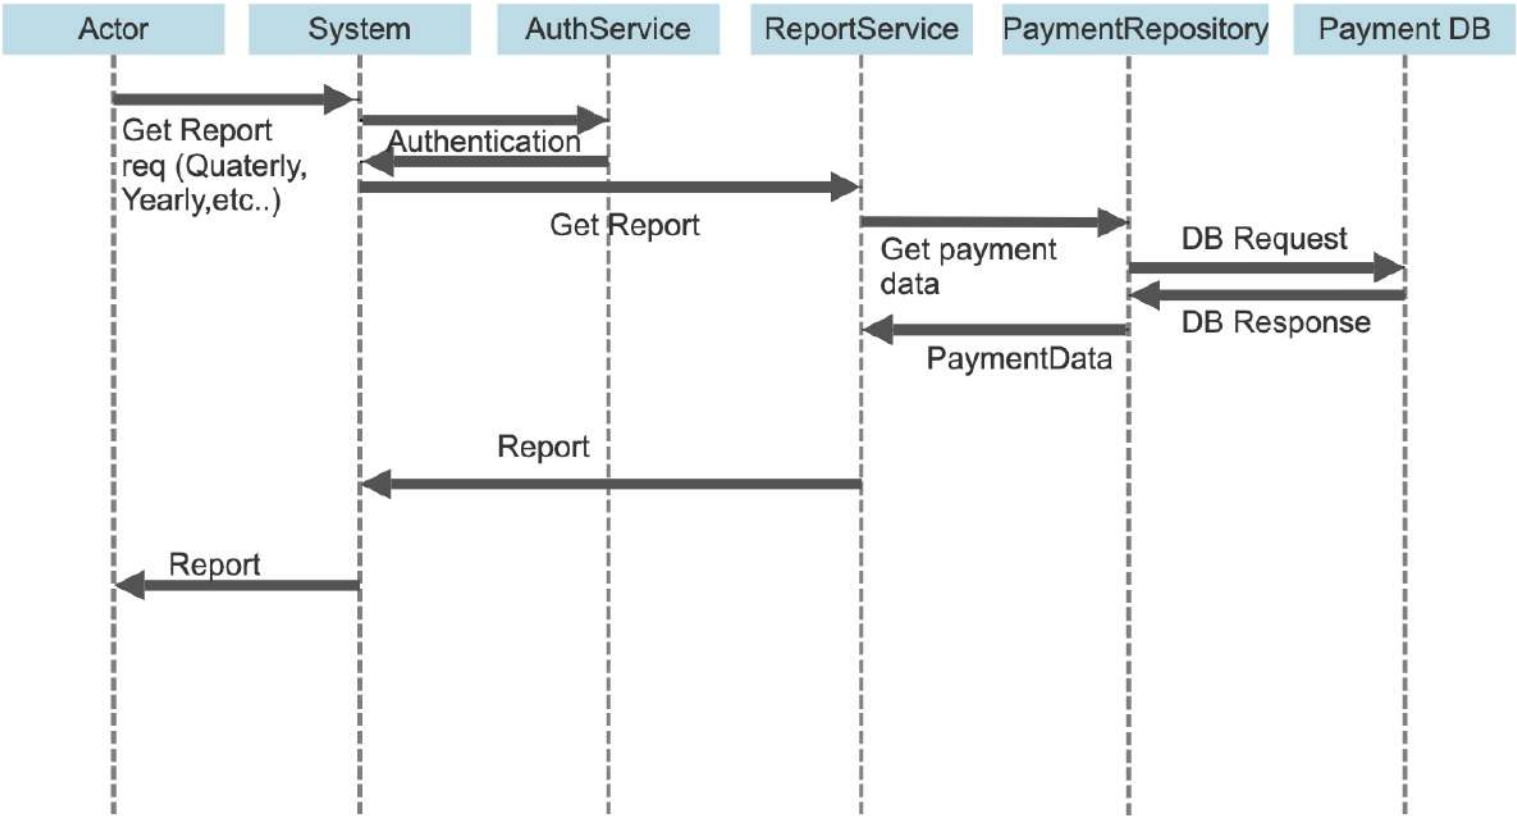 Actor
System
AuthService
ReportService
PaymentRepository
Payment DB
Get Report
req (Quaterly,
Yearly,etc..)
Authentication
Get Report
Get payment
data
DB Request
DB Response
PaymentData
Report
Report